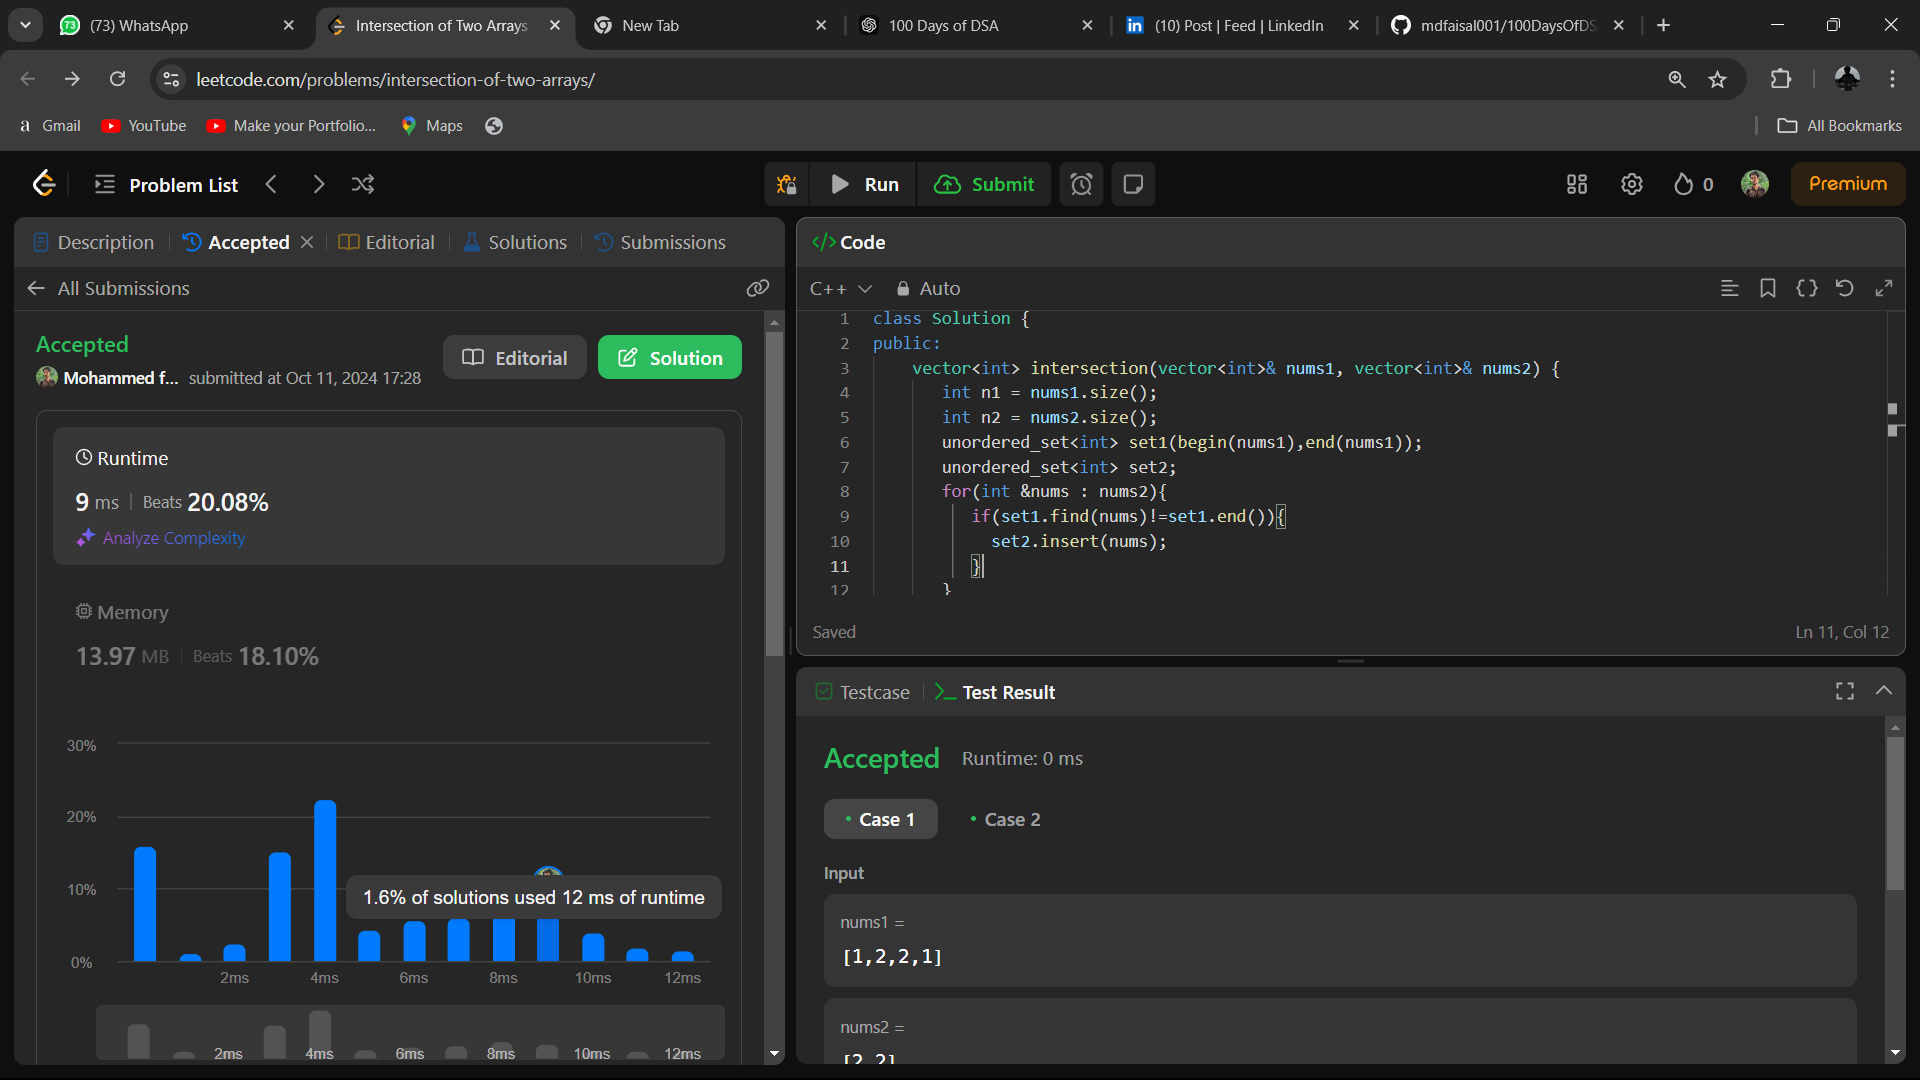 73
(73) WhatsApp
Intersection of Two Arrays
New Tab
100 Days of DSA
(10) Post | Feed | LinkedIn
mdfaisal001/100DaysOfDS
leetcode.com/problems/intersection-of-two-arrays/
a Gmail
YouTube
Make your Portfolio...
Maps
All Bookmarks
Problem List
Run
Submit
0
Premium
Description
Accepted
Editorial
Solutions
Submissions
All Submissions
Accepted
Mohammed f... submitted at Oct 11, 2024 17:28
Editorial
Solution
Runtime
9 ms | Beats 20.08%
Analyze Complexity
Memory
13.97 MB | Beats 18.10%
30%
20%
10%
0%
1.6% of solutions used 12 ms of runtime
2ms 4ms 6ms 8ms 10ms 12ms
2ms 4ms 6ms 8ms 10ms 12ms
</> Code
C++ Auto
1 class Solution {
2 public:
3 vector<int> intersection(vector<int>& nums1, vector<int>& nums2) {
4 int n1 = nums1.size();
5 int n2 = nums2.size();
6 unordered_set<int> set1(begin(nums1),end(nums1));
7 unordered_set<int> set2;
8 for(int &nums : nums2){
9 if(set1.find(nums)!=set1.end()){
10 set2.insert(nums);
11 }
12 }
Saved
Ln 11, Col 12
Testcase
Test Result
Accepted Runtime: 0 ms
Case 1
Case 2
Input
nums1 =
[1,2,2,1]
nums2 =
[2,2]